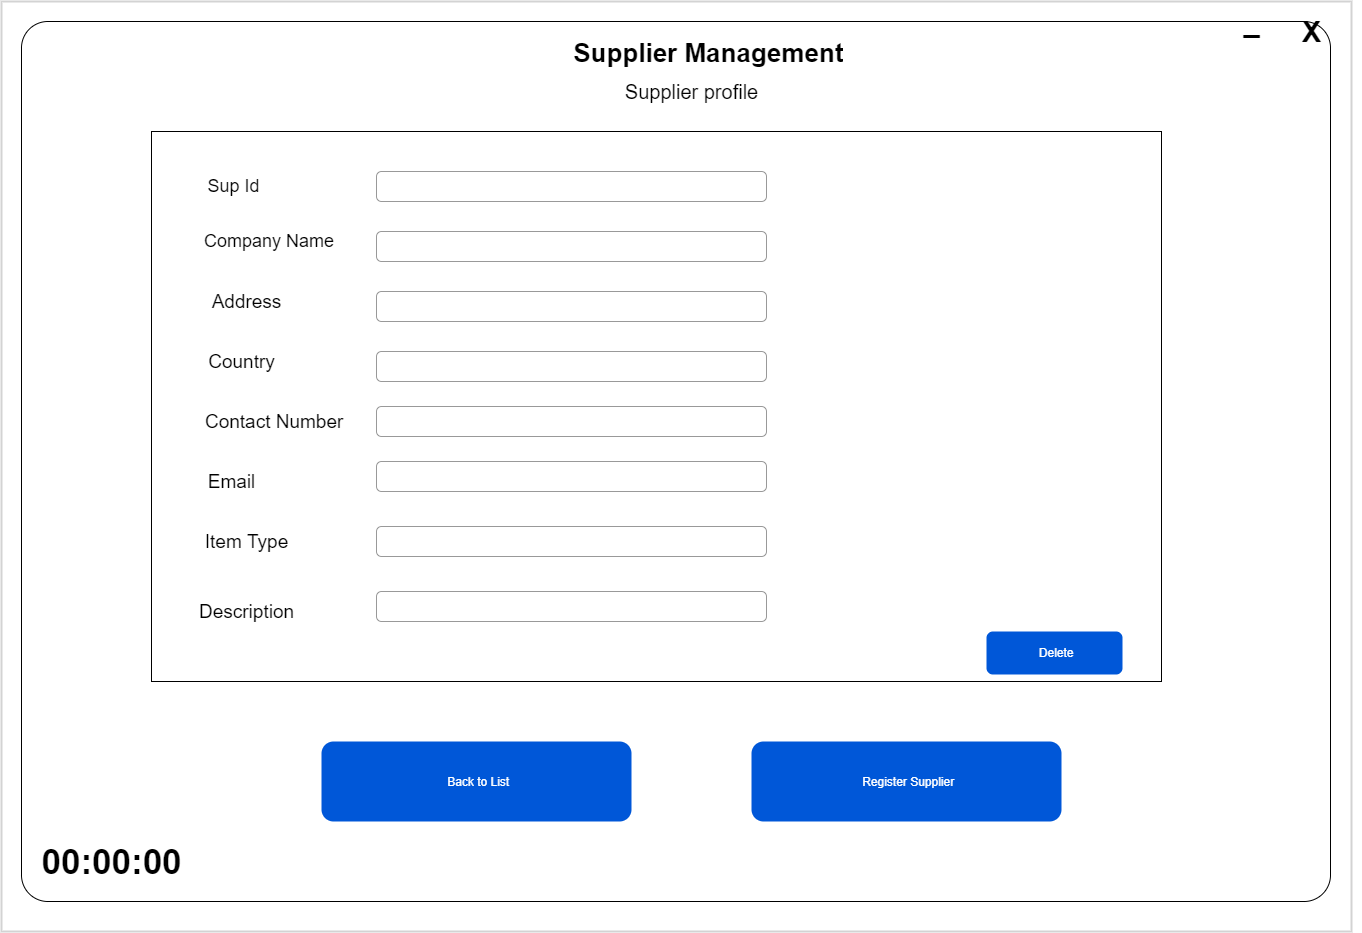 – X
Supplier Management
Supplier profile
Sup Id
Company Name
Address
Country
Contact Number
Email
Item Type
Description
Delete
Back to List
Register Supplier
00:00:00